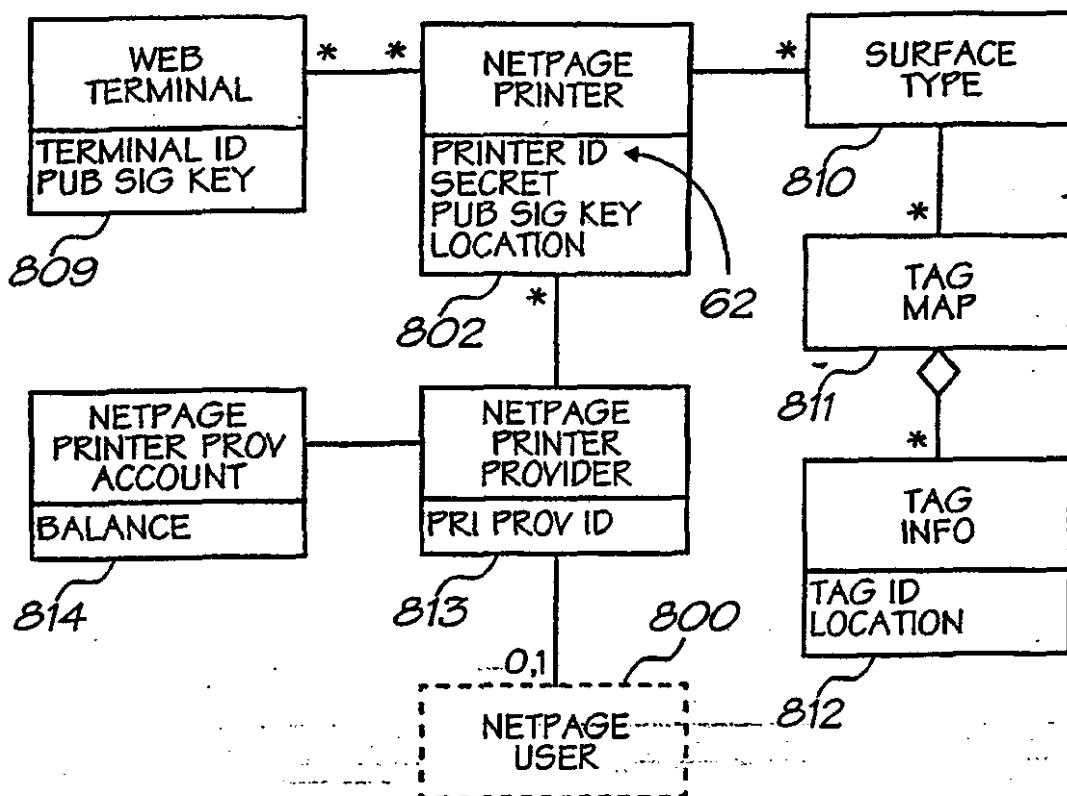 WEB
TERMINAL
TERMINAL ID
PUB SIG KEY
809
*
*
NETPAGE
PRINTER
PRINTER ID
SECRET
PUB SIG KEY
LOCATION
802
62
*
*
SURFACE
TYPE
810
*
TAG
MAP
811
*
TAG
INFO
TAG ID
LOCATION
812
NETPAGE
PRINTER PROV
ACCOUNT
BALANCE
814
NETPAGE
PRINTER
PROVIDER
PRI PROV ID
813
0,1
800
NETPAGE
USER